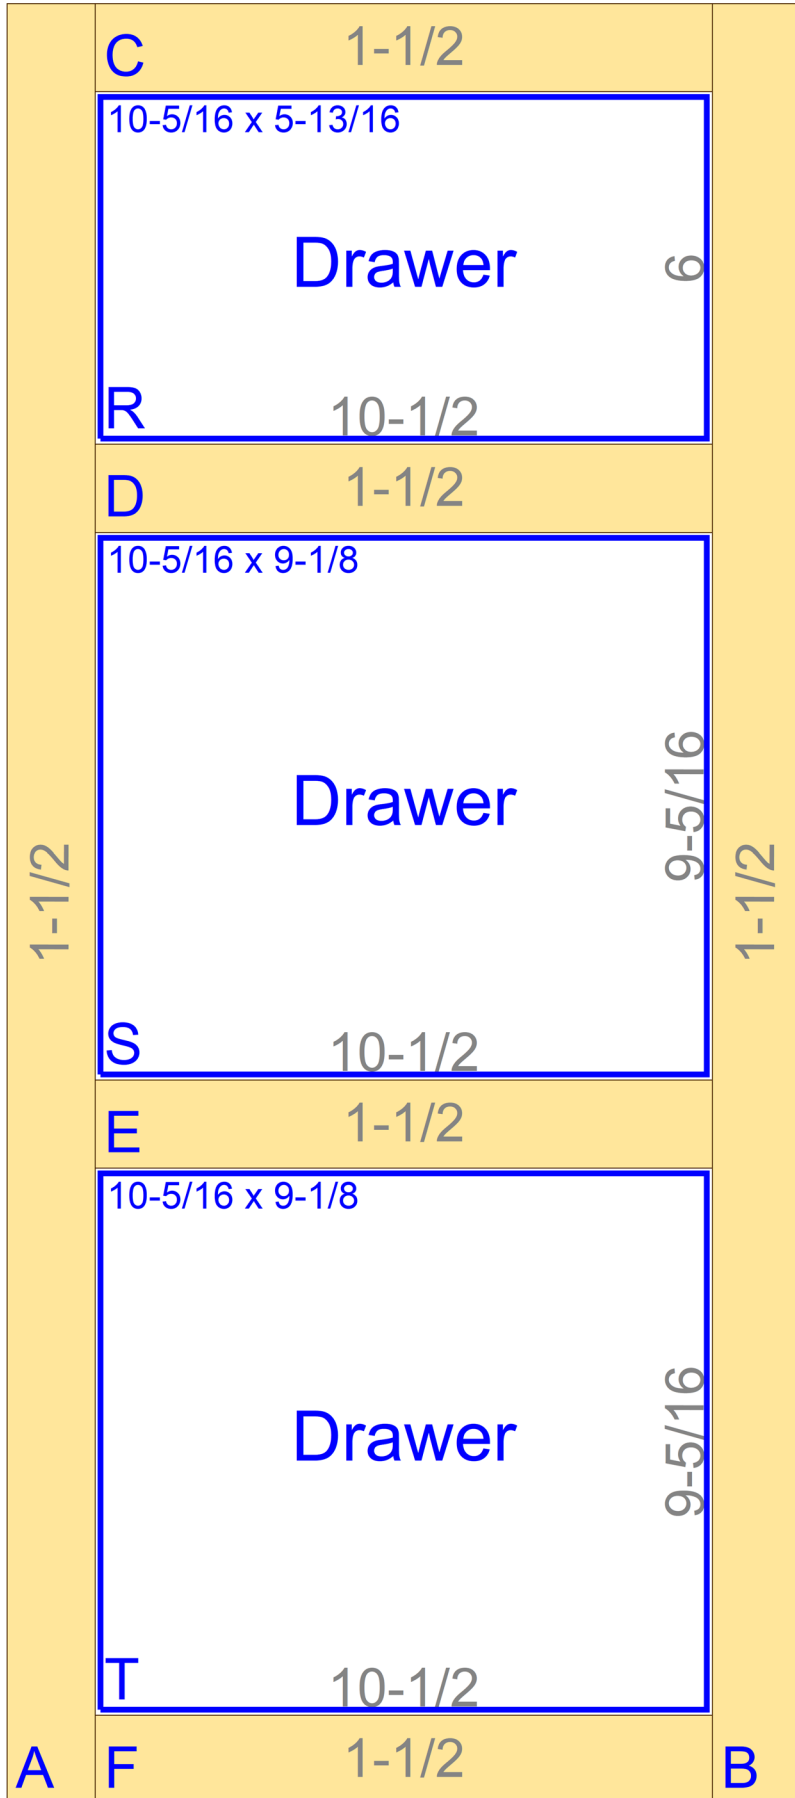 C
1-1/2
10-5/16 x 5-13/16
Drawer
6
R
10-1/2
D
1-1/2
10-5/16 x 9-1/8
Drawer
9-5/16
1-1/2
1-1/2
S
10-1/2
E
1-1/2
10-5/16 x 9-1/8
Drawer
9-5/16
T
10-1/2
A
F
1-1/2
B